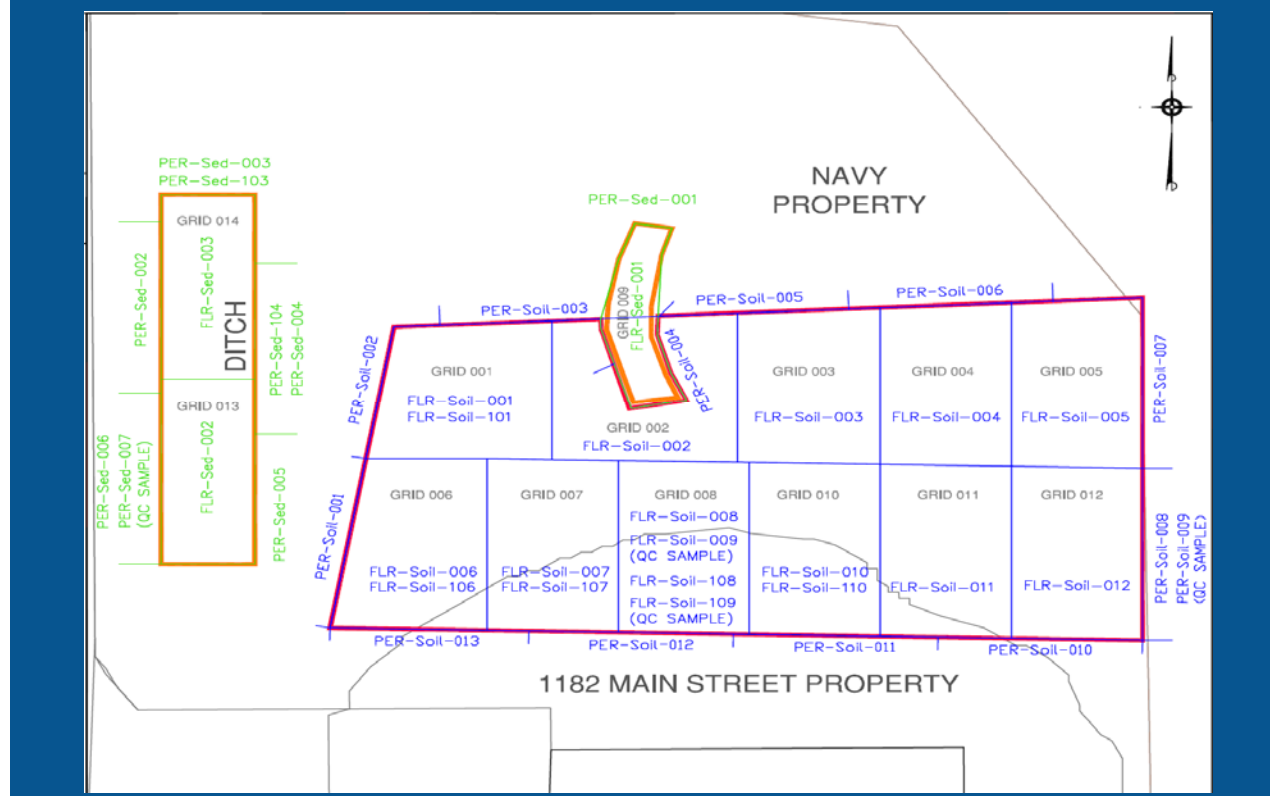 NAVY
PROPERTY
PER-Sed-003
PER-Sed-103
GRID 014
FLR-Sed-003
DITCH
PER-Sed-002
PER-Sed-104
PER-Sed-004
GRID 013
FLR-Sed-002
PER-Sed-006
PER-Sed-007
(QC SAMPLE)
PER-Sed-005
PER-Sed-001
GRID 009
FLR-Sed-001
PER-Soil-003
PER-Soil-005
PER-Soil-006
PER-Soil-002
PER-Soil-004
PER-Soil-007
GRID 001
FLR-Soil-001
FLR-Soil-101
GRID 002
FLR-Soil-002
GRID 003
FLR-Soil-003
GRID 004
FLR-Soil-004
GRID 005
FLR-Soil-005
PER-Soil-001
GRID 006
FLR-Soil-006
FLR-Soil-106
GRID 007
FLR-Soil-007
FLR-Soil-107
GRID 008
FLR-Soil-008
FLR-Soil-009
(QC SAMPLE)
FLR-Soil-108
FLR-Soil-109
(QC SAMPLE)
GRID 010
FLR-Soil-010
FLR-Soil-110
GRID 011
FLR-Soil-011
GRID 012
FLR-Soil-012
PER-Soil-008
PER-Soil-009
(QC SAMPLE)
PER-Soil-013
PER-Soil-012
PER-Soil-011
PER-Soil-010
1182 MAIN STREET PROPERTY